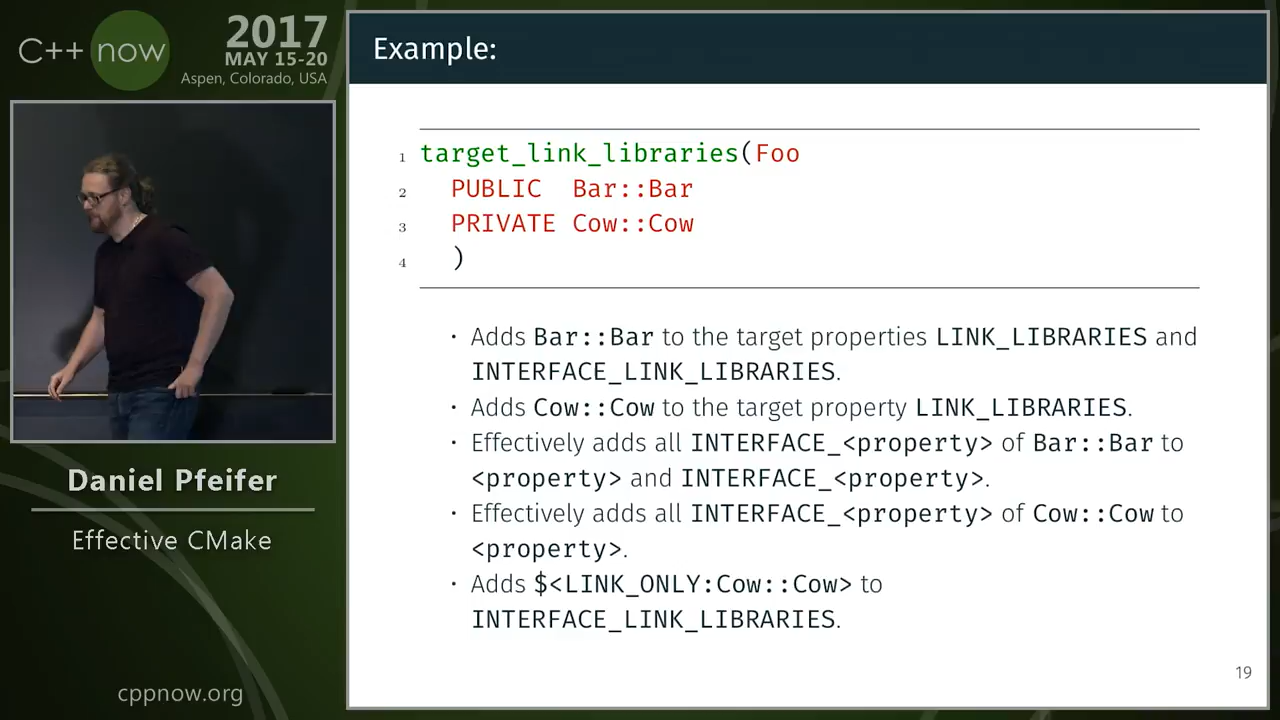 C++ now
2017
MAY 15-20
Aspen, Colorado, USA
Daniel Pfeifer
Effective CMake
cppnow.org
Example:
1 target_link_libraries(Foo
2 PUBLIC Bar::Bar
3 PRIVATE Cow::Cow
4 )
· Adds Bar::Bar to the target properties LINK_LIBRARIES and
INTERFACE_LINK_LIBRARIES.
· Adds Cow::Cow to the target property LINK_LIBRARIES.
· Effectively adds all INTERFACE_<property> of Bar::Bar to
<property> and INTERFACE_<property>.
· Effectively adds all INTERFACE_<property> of Cow::Cow to
<property>.
· Adds $<LINK_ONLY:Cow::Cow> to
INTERFACE_LINK_LIBRARIES.
19